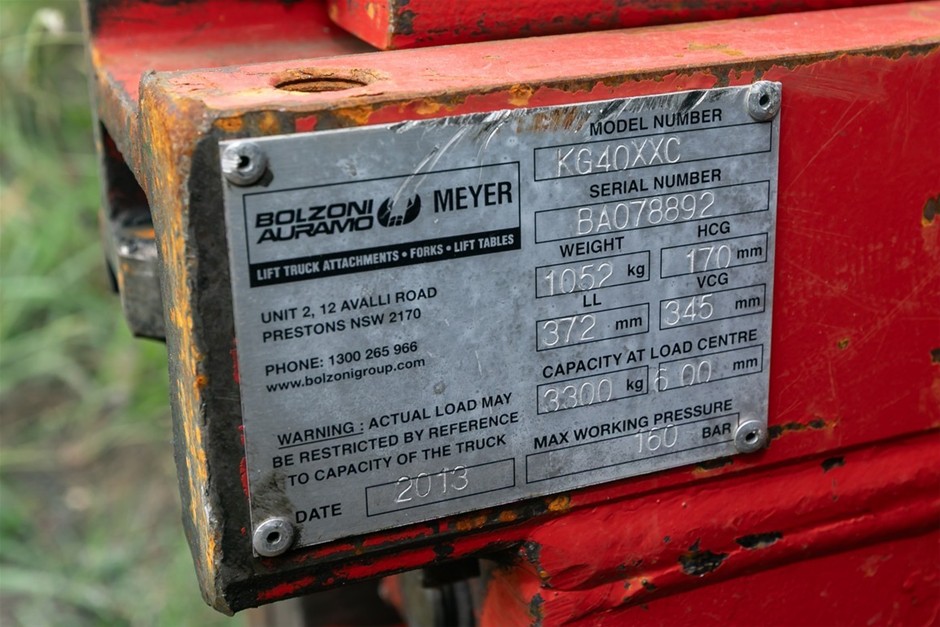 BOLZONI
AURAMO
MEYER
LIFT TRUCK ATTACHMENTS • FORKS • LIFT TABLES
UNIT 2, 12 AVALLI ROAD
PRESTONS NSW 2170
PHONE: 1300 265 966
www.bolzonigroup.com
WARNING : ACTUAL LOAD MAY
BE RESTRICTED BY REFERENCE
TO CAPACITY OF THE TRUCK
DATE 2013
MODEL NUMBER
KG40XXC
SERIAL NUMBER
BA078892
WEIGHT HCG
1052 kg 170 mm
LL VCG
372 mm 345 mm
CAPACITY AT LOAD CENTRE
3300 kg 6 00 mm
MAX WORKING PRESSURE
160 BAR